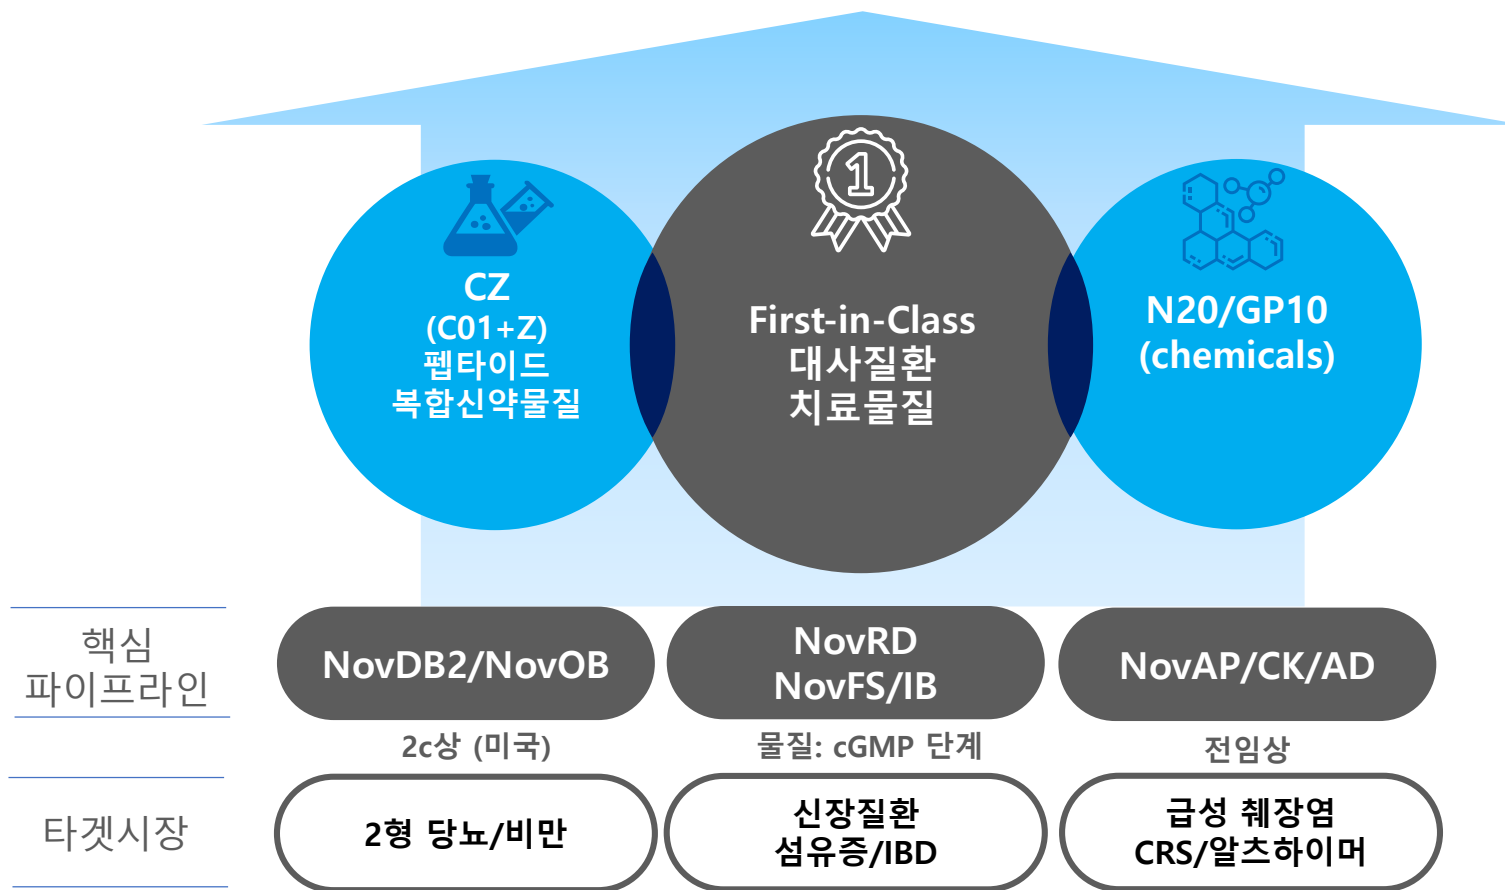 1
CZ
(C01+Z)
펩타이드
복합신약물질
First-in-Class
대사질환
치료물질
N20/GP10
(chemicals)
핵심
파이프라인
NovDB2/NovOB
NovRD
NovFS/IB
NovAP/CK/AD
2c상 (미국)
물질: cGMP 단계
전임상
타겟시장
2형 당뇨/비만
신장질환
섬유증/IBD
급성 췌장염
CRS/알츠하이머